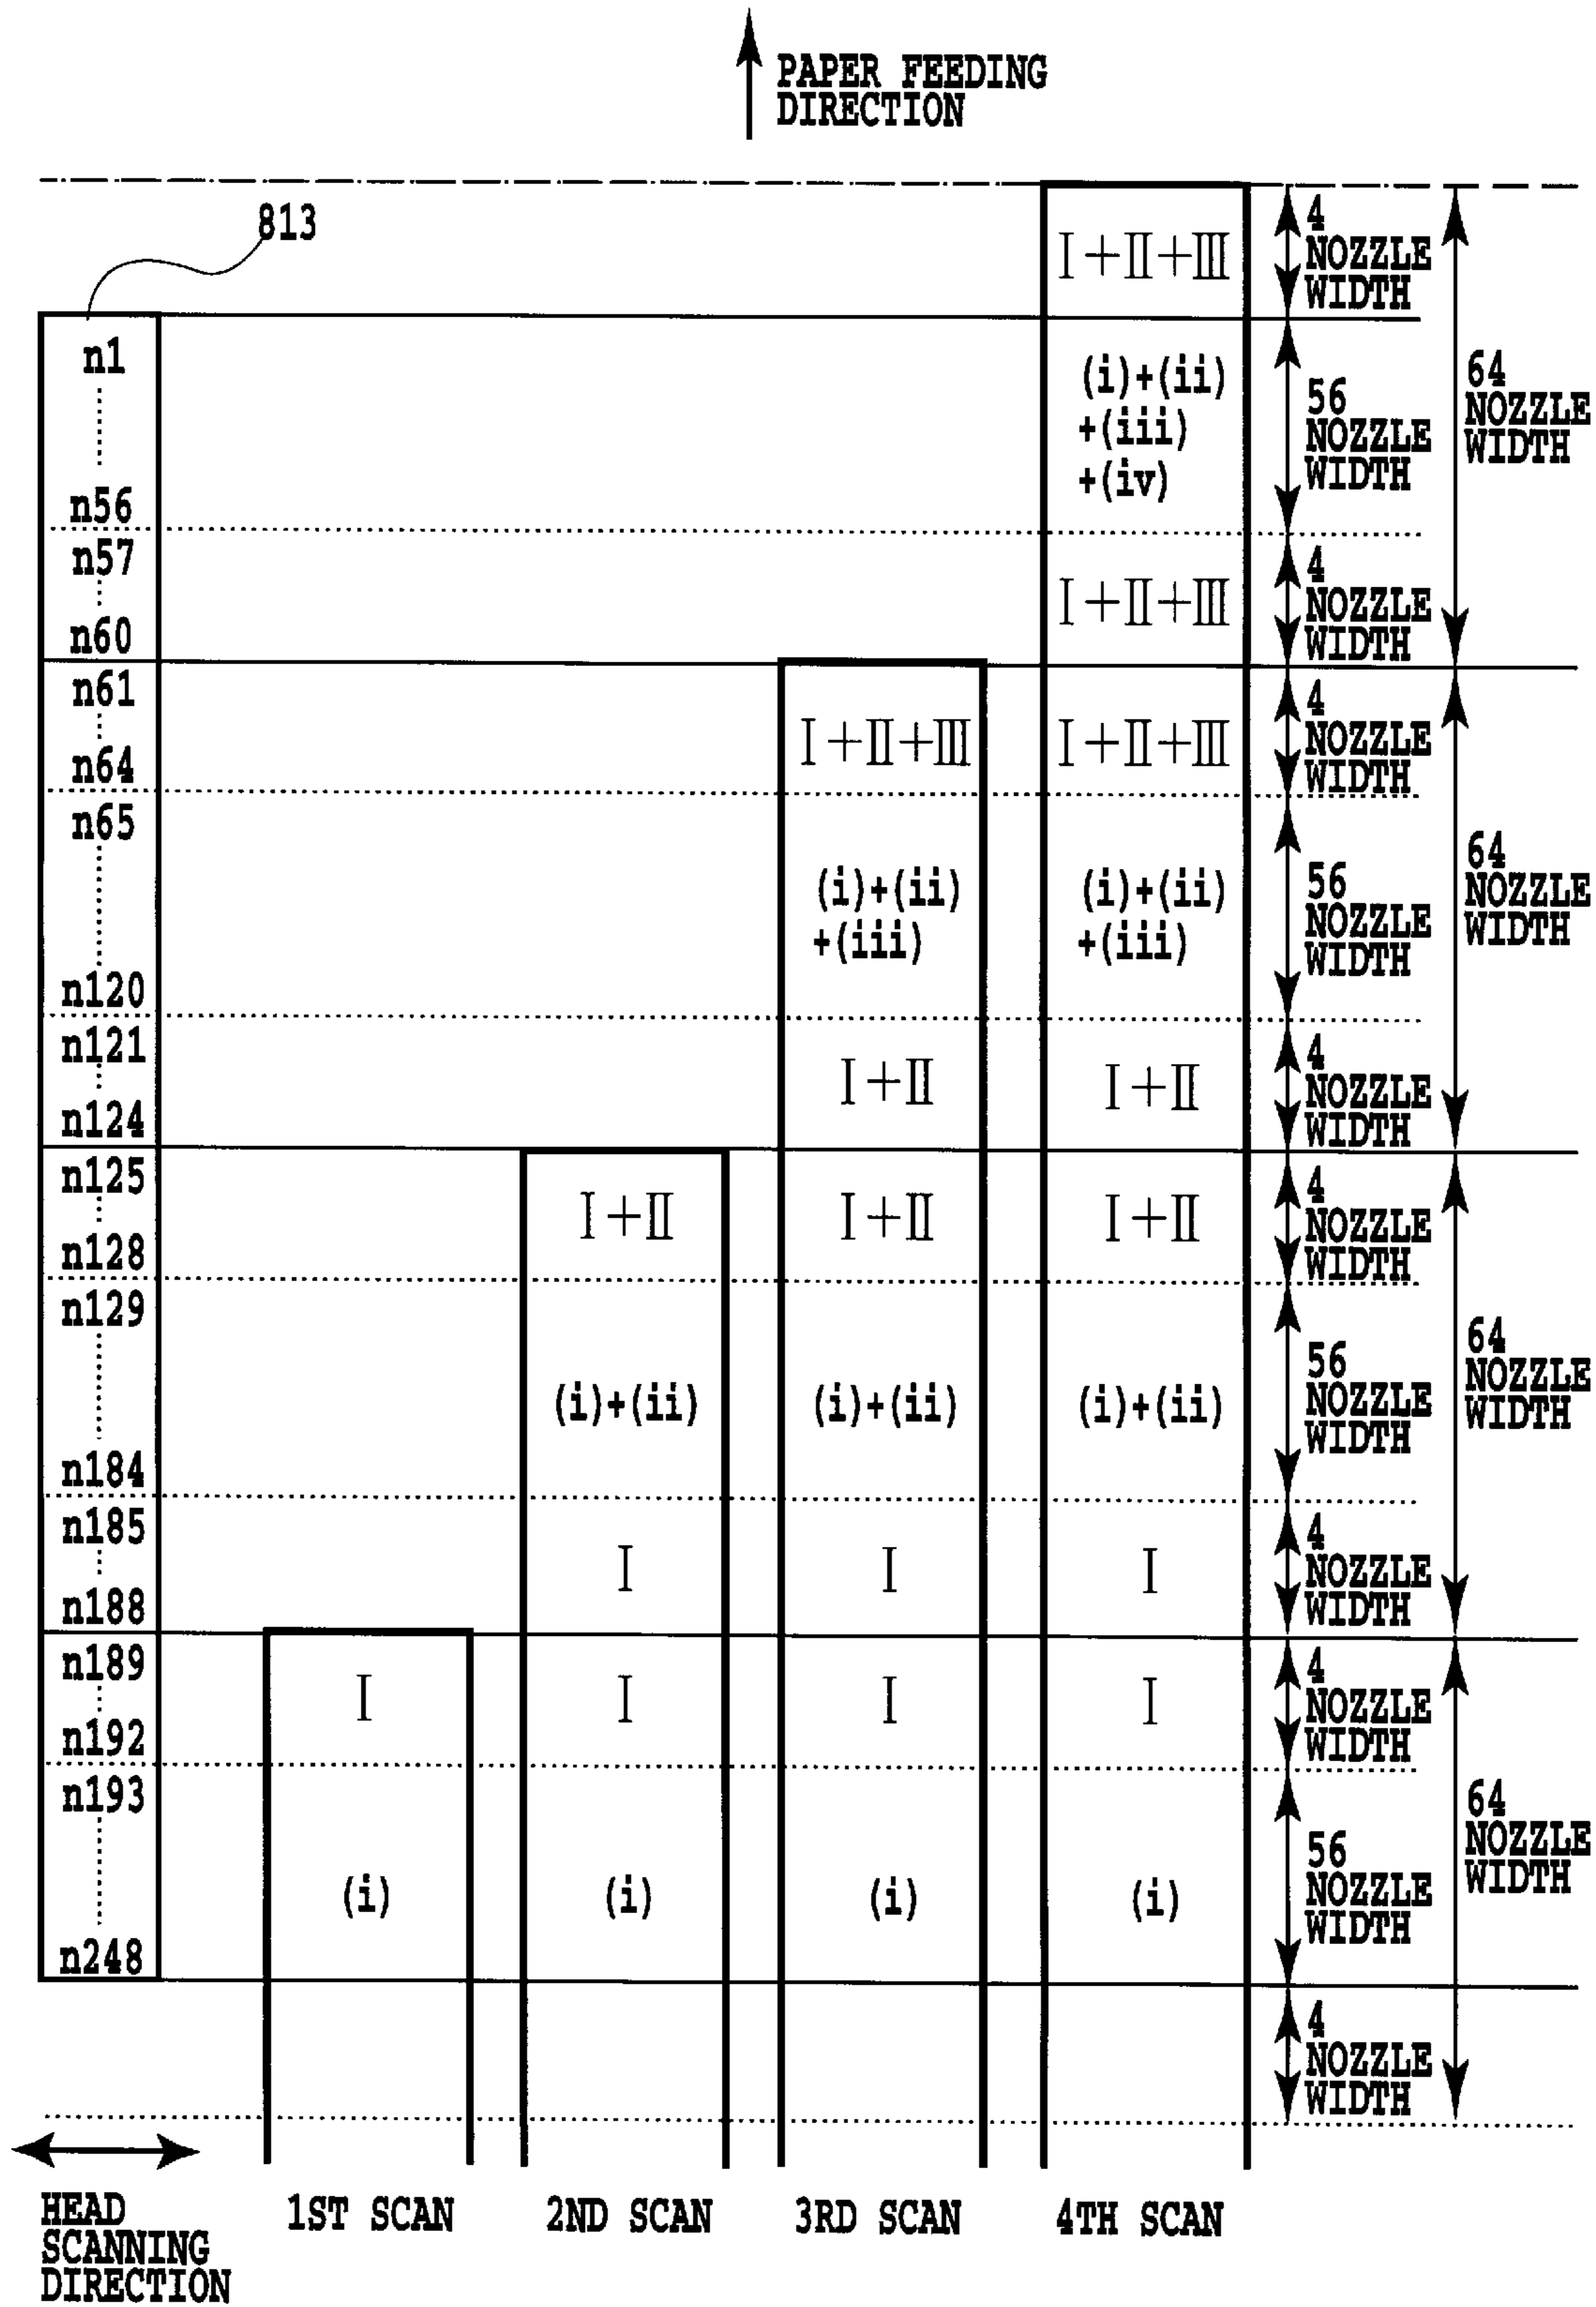 PAPER FEEDING
DIRECTION
813
4
NOZZLE
WIDTH
I+II+III
n1
(i)+(ii)
+(iii)
+(iv)
56
NOZZLE
WIDTH
64
NOZZLE
WIDTH
n56
n57
n60
I+II+III
4
NOZZLE
WIDTH
n61
n64
I+II+III
I+II+III
4
NOZZLE
WIDTH
n65
n120
(i)+(ii)
+(iii)
(i)+(ii)
+(iii)
56
NOZZLE
WIDTH
64
NOZZLE
WIDTH
n121
n124
I+II
I+II
4
NOZZLE
WIDTH
n125
n128
I+II
I+II
I+II
4
NOZZLE
WIDTH
n129
n184
(i)+(ii)
(i)+(ii)
(i)+(ii)
56
NOZZLE
WIDTH
64
NOZZLE
WIDTH
n185
n188
I
I
I
4
NOZZLE
WIDTH
n189
n192
I
I
I
I
4
NOZZLE
WIDTH
n193
n248
(i)
(i)
(i)
(i)
56
NOZZLE
WIDTH
64
NOZZLE
WIDTH
4
NOZZLE
WIDTH
HEAD
SCANNING
DIRECTION
1ST SCAN
2ND SCAN
3RD SCAN
4TH SCAN